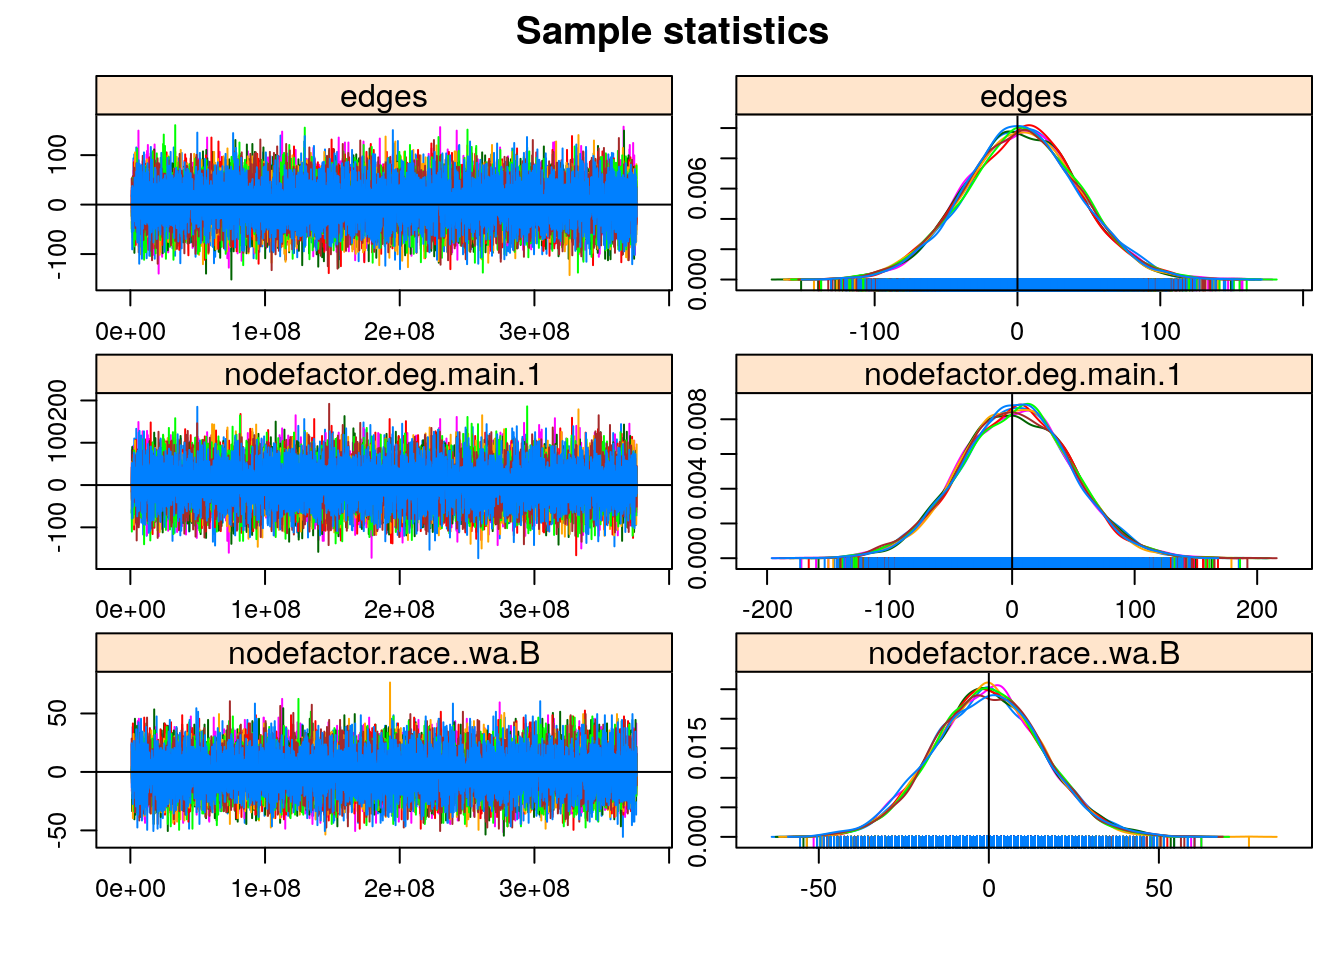 Sample statistics
edges
edges
-100 0 100
0.000 0.006
0e+00 1e+08 2e+08 3e+08
-100 0 100
nodefactor.deg.main.1
nodefactor.deg.main.1
-100 0 100 200
0.000 0.004 0.008
0e+00 1e+08 2e+08 3e+08
-200 -100 0 100 200
nodefactor.race..wa.B
nodefactor.race..wa.B
-50 0 50
0.000 0.015
0e+00 1e+08 2e+08 3e+08
-50 0 50